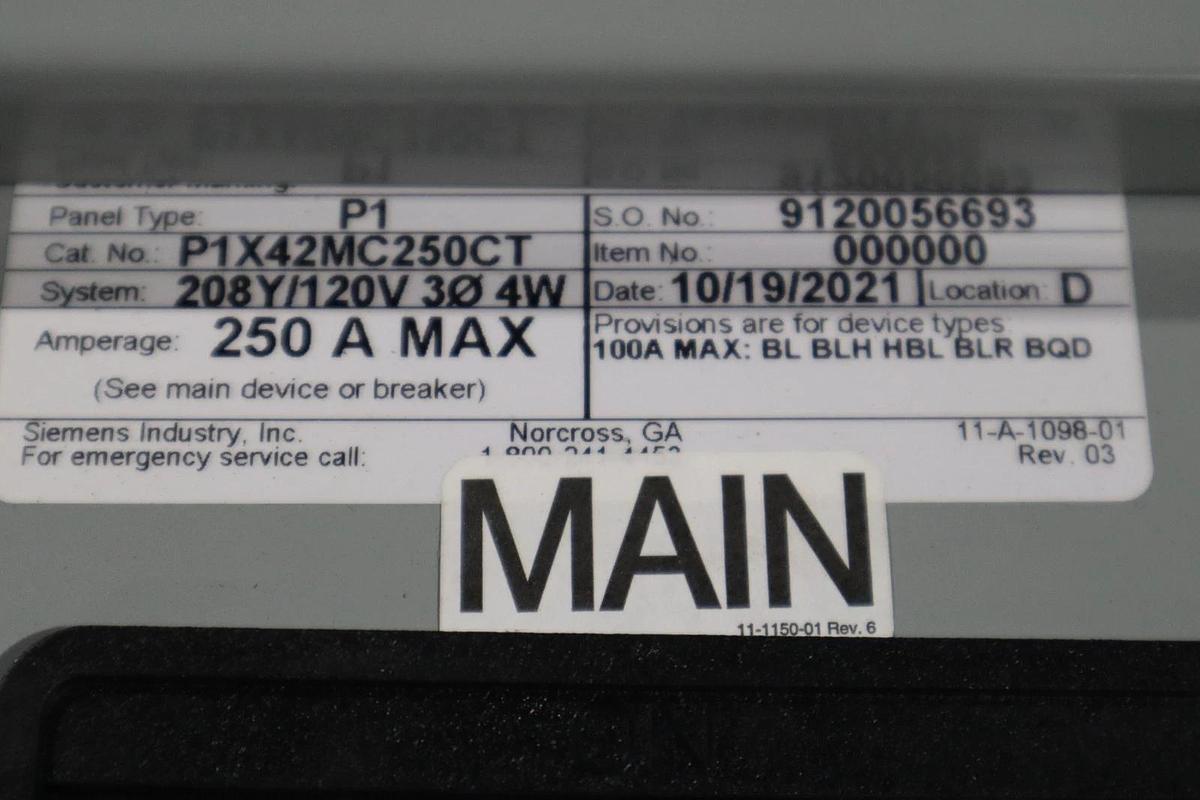 Panel Type: P1 S.O. No.: 9120056693
Cat. No.: P1X42MC250CT Item No.: 000000
System: 208Y/120V 3Ø 4W Date: 10/19/2021 Location: D
Amperage: 250 A MAX Provisions are for device types:
100A MAX: BL BLH HBL BLR BQD
(See main device or breaker)
Siemens Industry, Inc. Norcross, GA 11-A-1098-01
For emergency service call: Rev. 03
MAIN
11-1150-01 Rev. 6